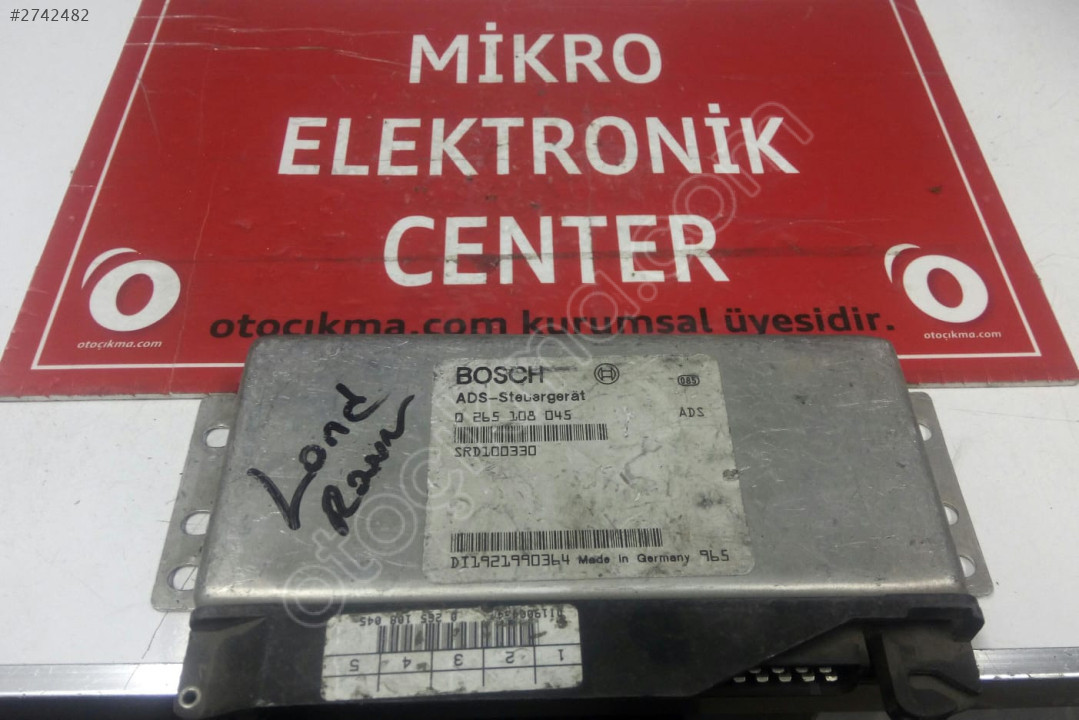 #2742482
MİKRO
ELEKTRONİK
CENTER
otocıkma.com kurumsal üyesidir.
otocıkma.com
otocıkma.com
BOSCH
085
ADS-Steuergerät
0 265 108 045 ADS
SRD100330
DI1921990364 Made in Germany 965
Land
0 265 108 045
1 2 3 4 5